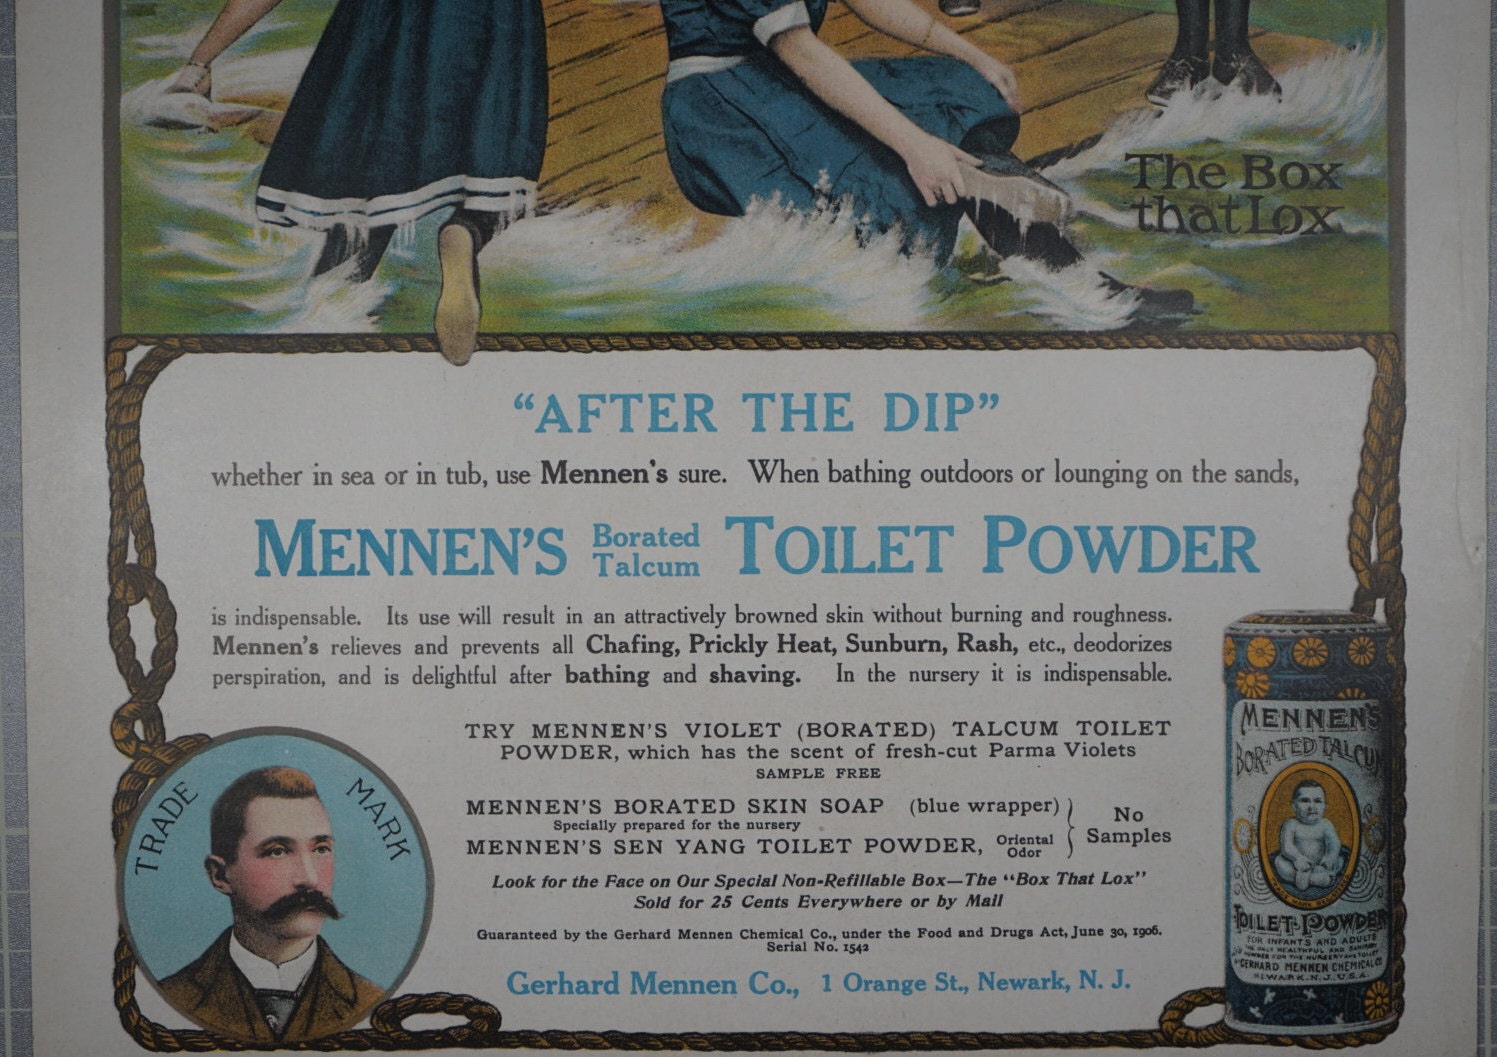 The Box
that Lox
"AFTER THE DIP"
whether in sea or in tub, use Mennen's sure. When bathing outdoors or lounging on the sands,
MENNEN'S Borated Talcum TOILET POWDER
is indispensable. Its use will result in an attractively browned skin without burning and roughness.
Mennen's relieves and prevents all Chafing, Prickly Heat, Sunburn, Rash, etc., deodorizes
perspiration, and is delightful after bathing and shaving. In the nursery it is indispensable.
TRY MENNEN'S VIOLET (BORATED) TALCUM TOILET
POWDER, which has the scent of fresh-cut Parma Violets
SAMPLE FREE
MENNEN'S BORATED SKIN SOAP (blue wrapper)
Specially prepared for the nursery
MENNEN'S SEN YANG TOILET POWDER, Oriental Odor
No
Samples
Look for the Face on Our Special Non-Refillable Box—The "Box That Lox"
Sold for 25 Cents Everywhere or by Mail
Guaranteed by the Gerhard Mennen Chemical Co., under the Food and Drugs Act, June 30, 1906.
Serial No. 1542
Gerhard Mennen Co., 1 Orange St., Newark, N. J.
TRADE MARK
MENNEN'S
BORATED TALCUM
TOILET POWDER
FOR INFANTS AND ADULTS
GERHARD MENNEN CHEMICAL CO
NEWARK, N.J. U.S.A.